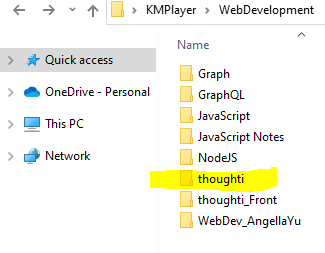 KMPlayer > WebDevelopment
Name
Quick access
Graph
OneDrive - Personal
GraphQL
This PC
JavaScript
JavaScript Notes
Network
NodeJS
thoughti
thoughti_Front
WebDev_AngellaYu